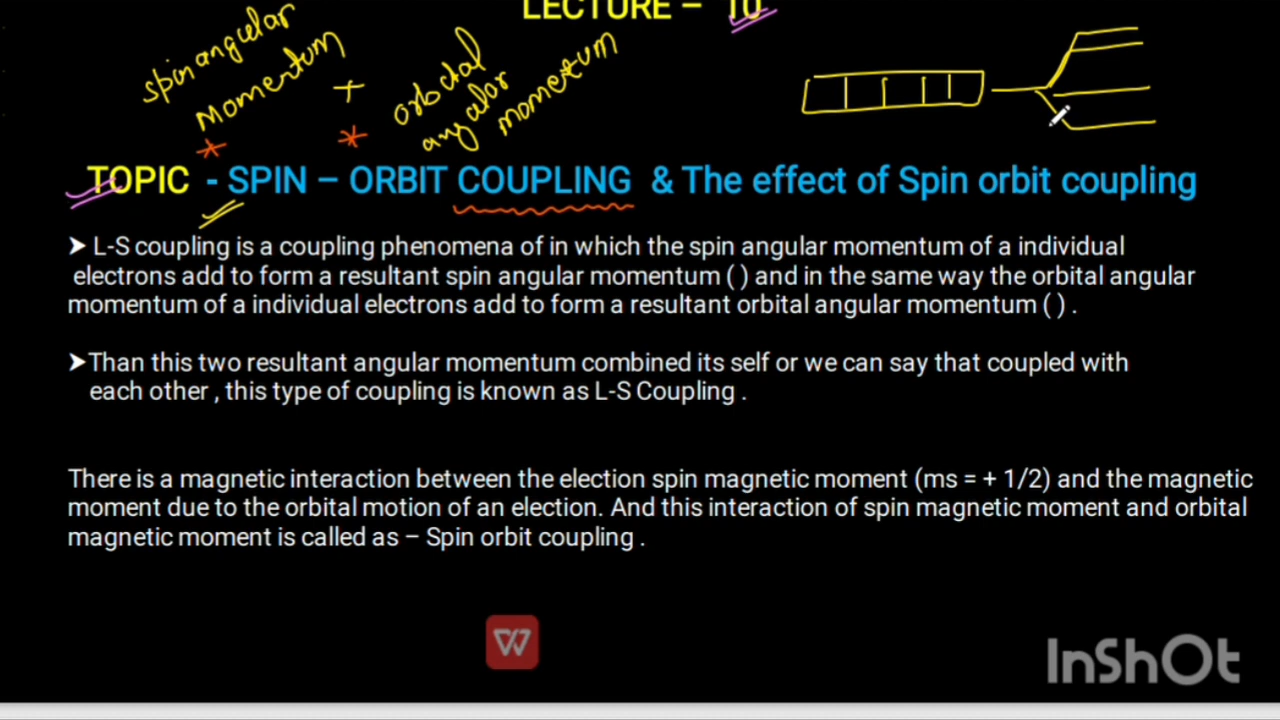 LECTURE – 10
spin angular
Momentum
+
orbital
angular
momentum
TOPIC - SPIN – ORBIT COUPLING & The effect of Spin orbit coupling
➤ L-S coupling is a coupling phenomena of in which the spin angular momentum of a individual
electrons add to form a resultant spin angular momentum ( ) and in the same way the orbital angular
momentum of a individual electrons add to form a resultant orbital angular momentum ( ) .
➤Than this two resultant angular momentum combined its self or we can say that coupled with
each other , this type of coupling is known as L-S Coupling .
There is a magnetic interaction between the election spin magnetic moment (ms = + 1/2) and the magnetic
moment due to the orbital motion of an election. And this interaction of spin magnetic moment and orbital
magnetic moment is called as – Spin orbit coupling .
W
InShOt